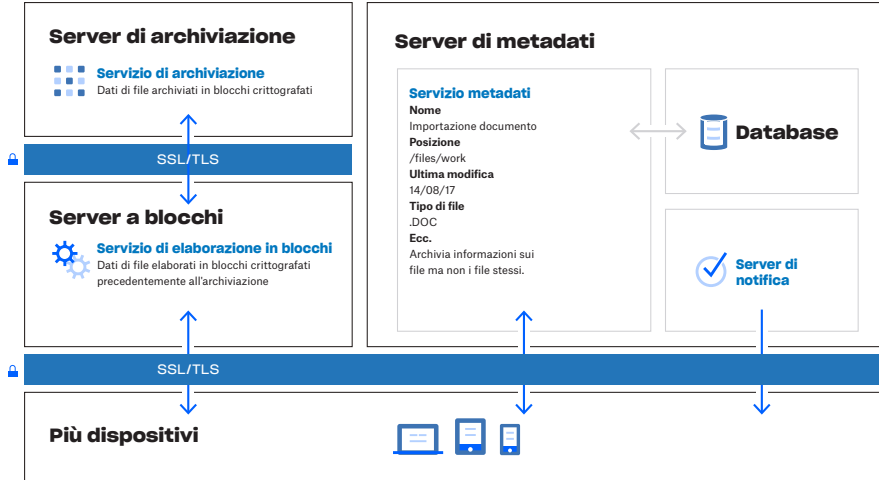 Server di archiviazione
Servizio di archiviazione
Dati di file archiviati in blocchi crittografati
SSL/TLS
Server a blocchi
Servizio di elaborazione in blocchi
Dati di file elaborati in blocchi crittografati
precedentemente all'archiviazione
Server di metadati
Servizio metadati
Nome
Importazione documento
Posizione
/files/work
Ultima modifica
14/08/17
Tipo di file
.DOC
Ecc.
Archivia informazioni sui
file ma non i file stessi.
Database
Server di
notifica
SSL/TLS
Più dispositivi